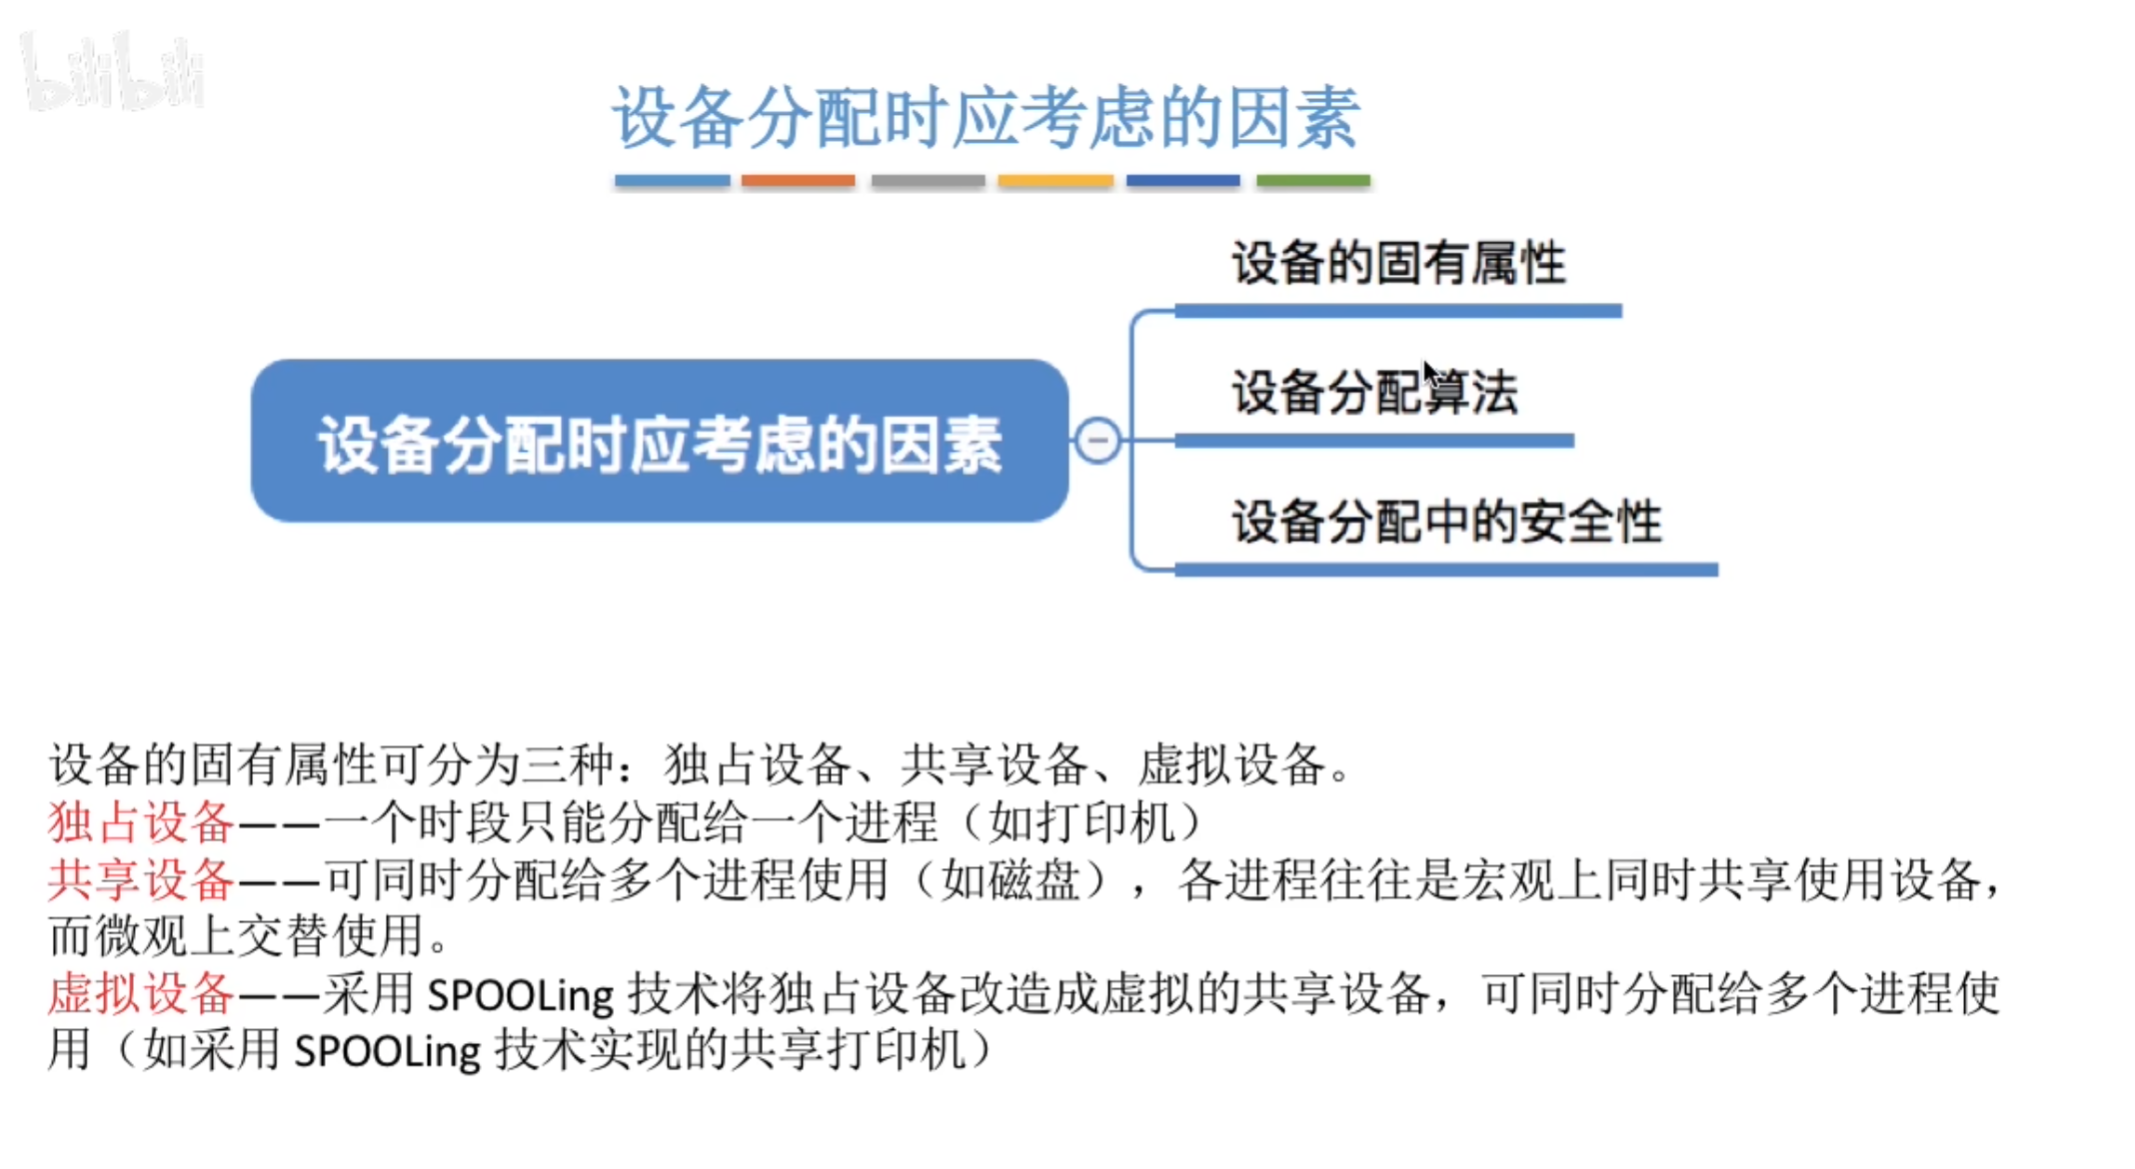 bilibili
设备分配时应考虑的因素
设备的固有属性
设备分配算法
设备分配时应考虑的因素
设备分配中的安全性
设备的固有属性可分为三种：独占设备、共享设备、虚拟设备。
独占设备——一个时段只能分配给一个进程（如打印机）
共享设备——可同时分配给多个进程使用（如磁盘），各进程往往是宏观上同时共享使用设备，
而微观上交替使用。
虚拟设备——采用 SPOOLing 技术将独占设备改造成虚拟的共享设备，可同时分配给多个进程使
用（如采用 SPOOLing 技术实现的共享打印机）